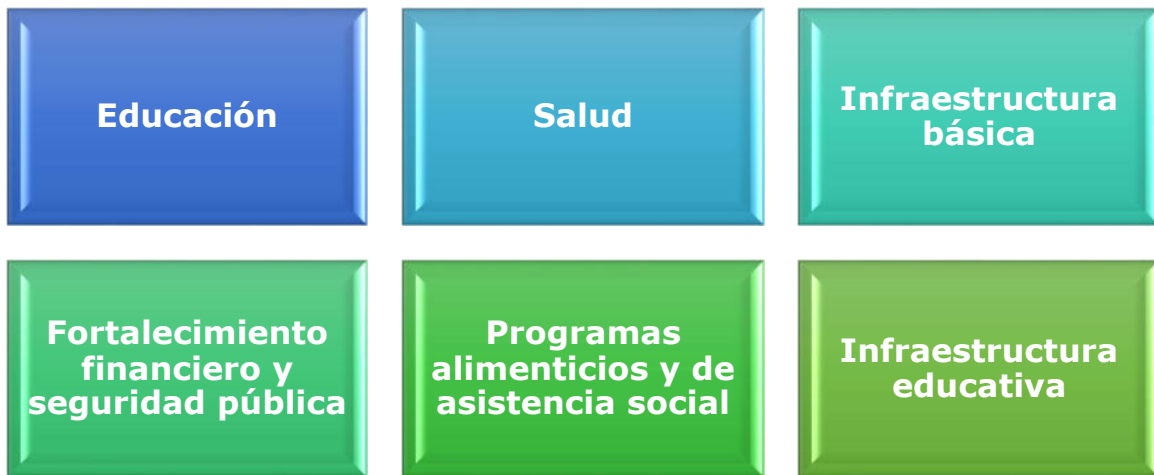 Educación
Salud
Infraestructura
básica
Fortalecimiento
financiero y
seguridad pública
Programas
alimenticios y de
asistencia social
Infraestructura
educativa